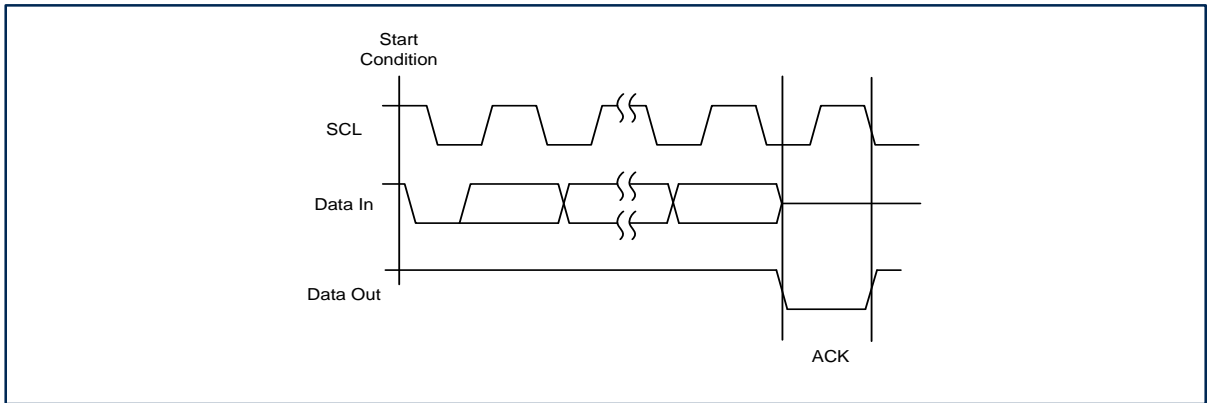 Start
Condition
SCL
Data In
Data Out
ACK